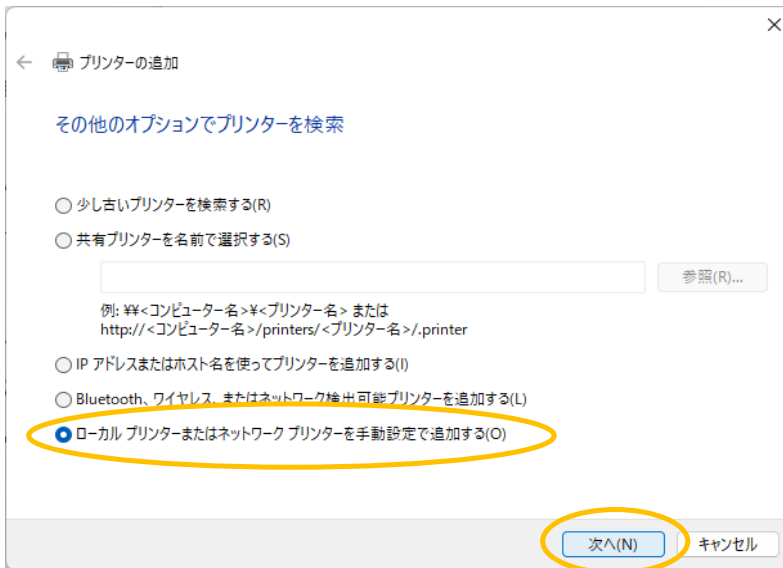 プリンターの追加
その他のオプションでプリンターを検索
少し古いプリンターを検索する(R)
共有プリンターを名前で選択する(S)
参照(R)...
例: ¥¥<コンピューター名>¥<プリンター名> または
http://<コンピューター名>/printers/<プリンター名>/.printer
IP アドレスまたはホスト名を使ってプリンターを追加する(I)
Bluetooth、ワイヤレス、またはネットワーク検出可能プリンターを追加する(L)
ローカル プリンターまたはネットワーク プリンターを手動設定で追加する(O)
次へ(N)
キャンセル